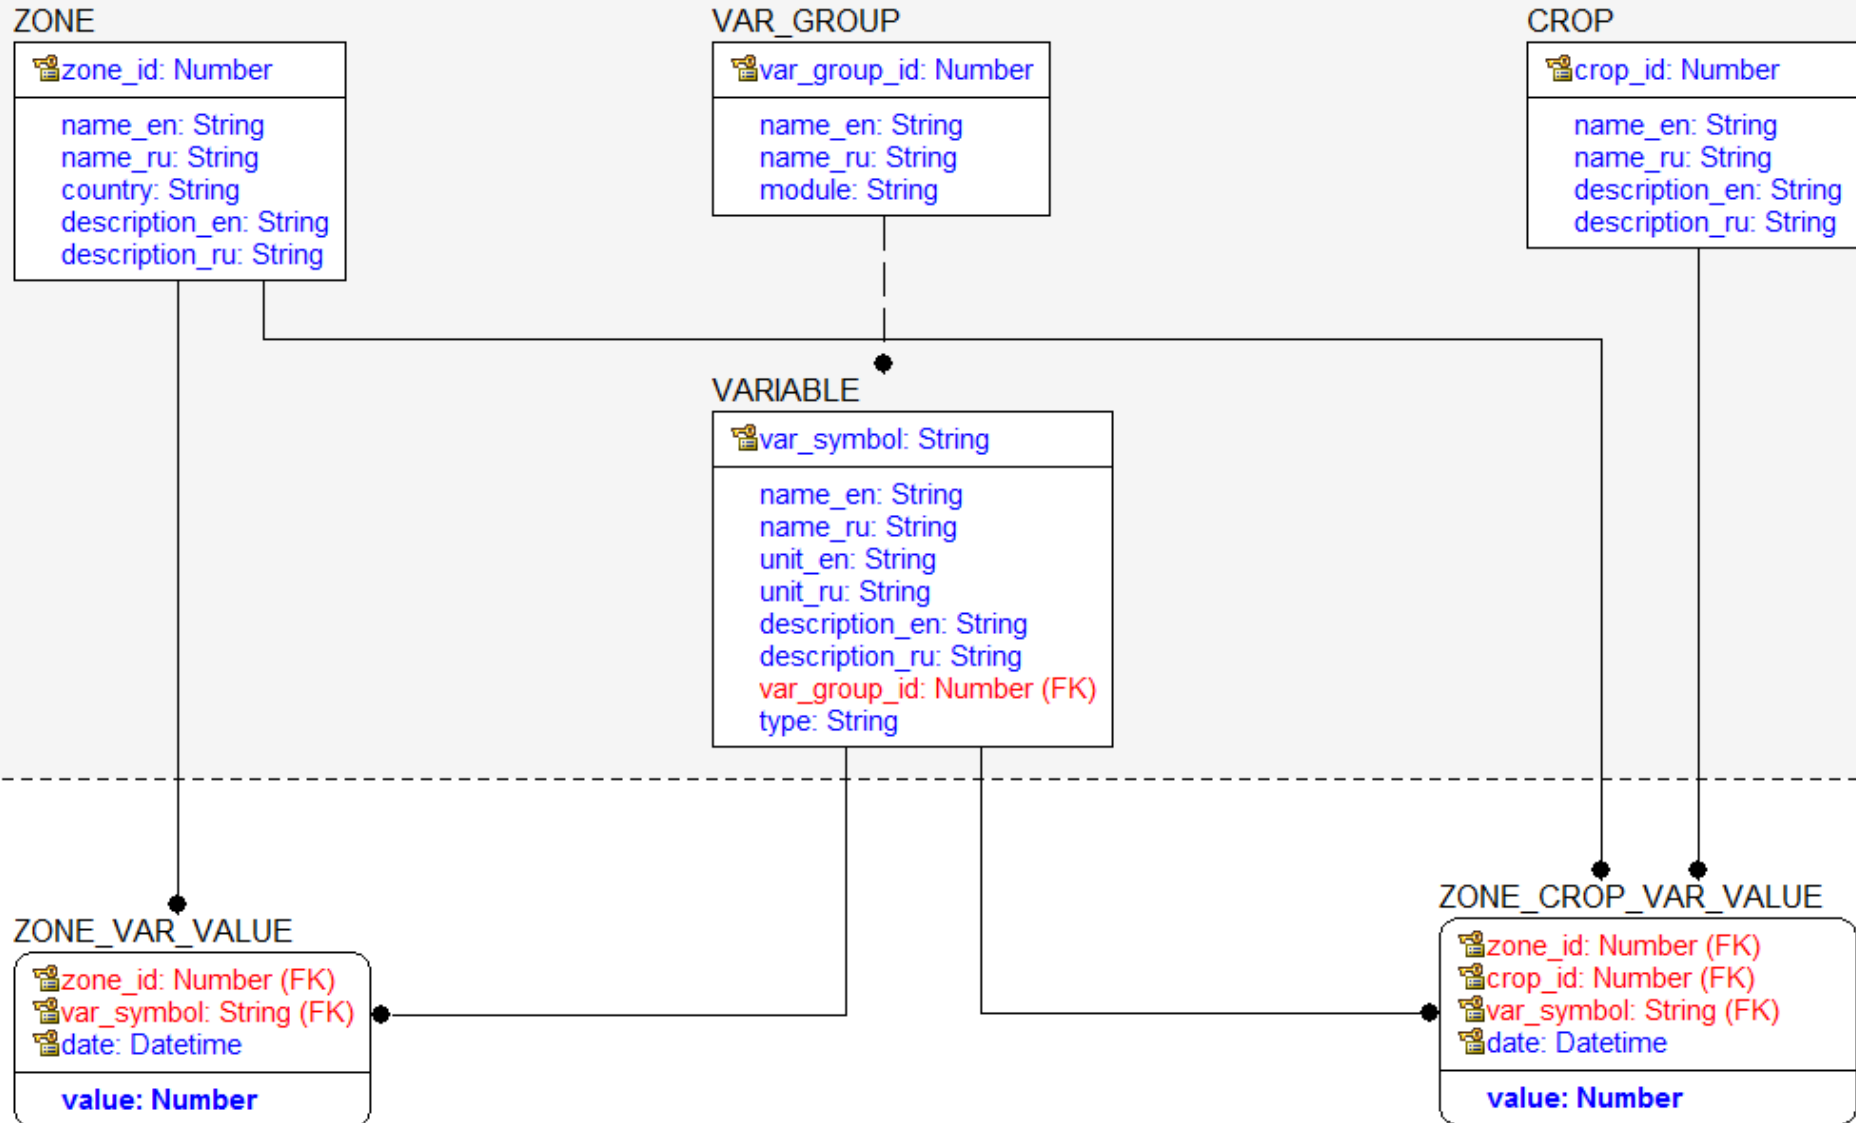 ZONE
zone_id: Number
name_en: String
name_ru: String
country: String
description_en: String
description_ru: String
VAR_GROUP
var_group_id: Number
name_en: String
name_ru: String
module: String
CROP
crop_id: Number
name_en: String
name_ru: String
description_en: String
description_ru: String
VARIABLE
var_symbol: String
name_en: String
name_ru: String
unit_en: String
unit_ru: String
description_en: String
description_ru: String
var_group_id: Number (FK)
type: String
ZONE_VAR_VALUE
zone_id: Number (FK)
var_symbol: String (FK)
date: Datetime
value: Number
ZONE_CROP_VAR_VALUE
zone_id: Number (FK)
crop_id: Number (FK)
var_symbol: String (FK)
date: Datetime
value: Number